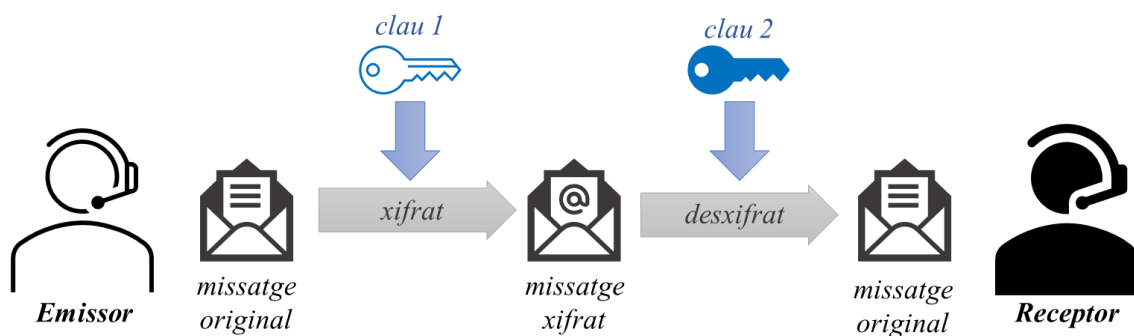 clau 1
clau 2
xifrat
@
desxifrat
missatge
original
missatge
xifrat
missatge
original
Emissor
Receptor